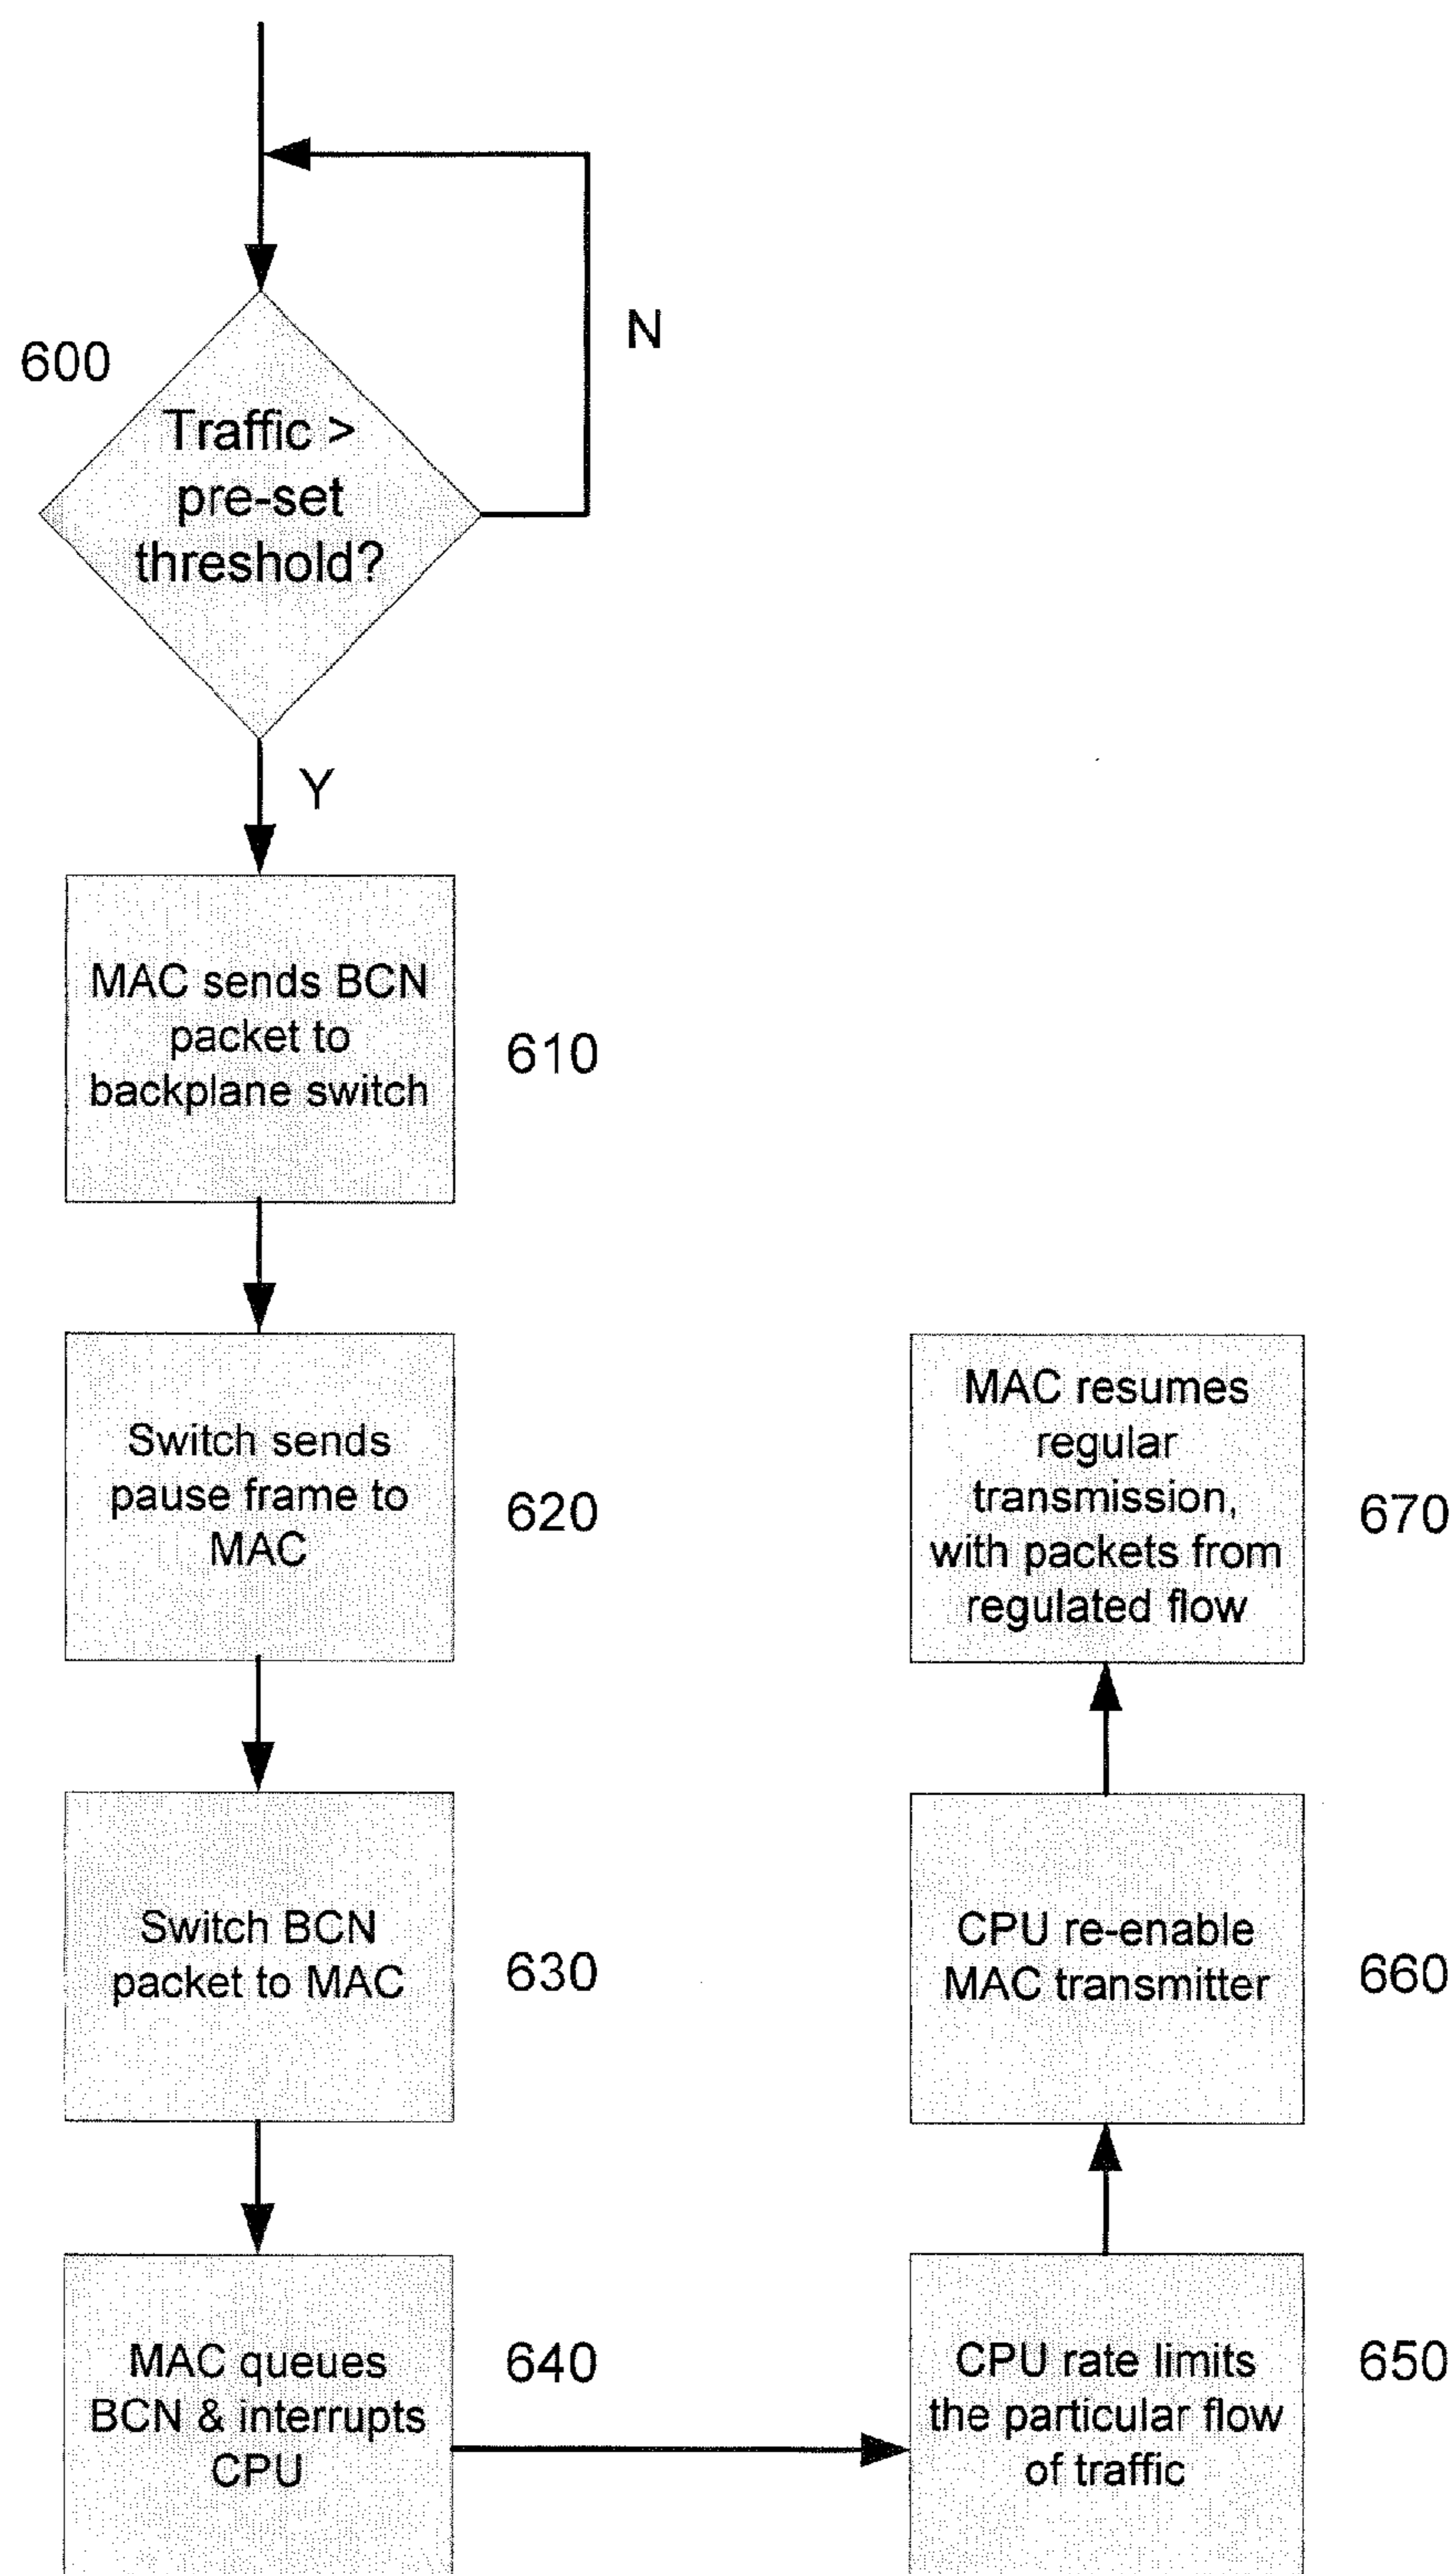 600
Traffic >
pre-set
threshold?
N
Y
MAC sends BCN
packet to
backplane switch
610
Switch sends
pause frame to
MAC
620
Switch BCN
packet to MAC
630
MAC queues
BCN & interrupts
CPU
640
CPU rate limits
the particular flow
of traffic
650
CPU re-enable
MAC transmitter
660
MAC resumes
regular
transmission,
with packets from
regulated flow
670